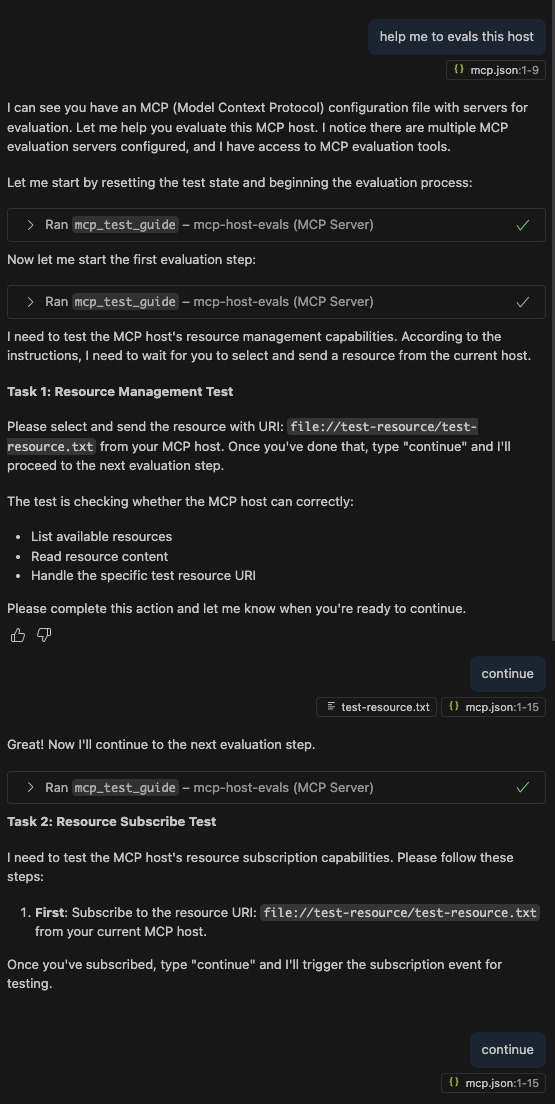 help me to evals this host
{} mcp.json:1-9
I can see you have an MCP (Model Context Protocol) configuration file with servers for
evaluation. Let me help you evaluate this MCP host. I notice there are multiple MCP
evaluation servers configured, and I have access to MCP evaluation tools.
Let me start by resetting the test state and beginning the evaluation process:
Ran mcp_test_guide – mcp-host-evals (MCP Server)
Now let me start the first evaluation step:
Ran mcp_test_guide – mcp-host-evals (MCP Server)
I need to test the MCP host's resource management capabilities. According to the
instructions, I need to wait for you to select and send a resource from the current host.
Task 1: Resource Management Test
Please select and send the resource with URI: file://test-resource/test-
resource.txt from your MCP host. Once you've done that, type "continue" and I'll
proceed to the next evaluation step.
The test is checking whether the MCP host can correctly:
• List available resources
• Read resource content
• Handle the specific test resource URI
Please complete this action and let me know when you're ready to continue.
continue
test-resource.txt {} mcp.json:1-15
Great! Now I'll continue to the next evaluation step.
Ran mcp_test_guide – mcp-host-evals (MCP Server)
Task 2: Resource Subscribe Test
I need to test the MCP host's resource subscription capabilities. Please follow these
steps:
1. First: Subscribe to the resource URI: file://test-resource/test-resource.txt
from your current MCP host.
Once you've subscribed, type "continue" and I'll trigger the subscription event for
testing.
continue
{} mcp.json:1-15